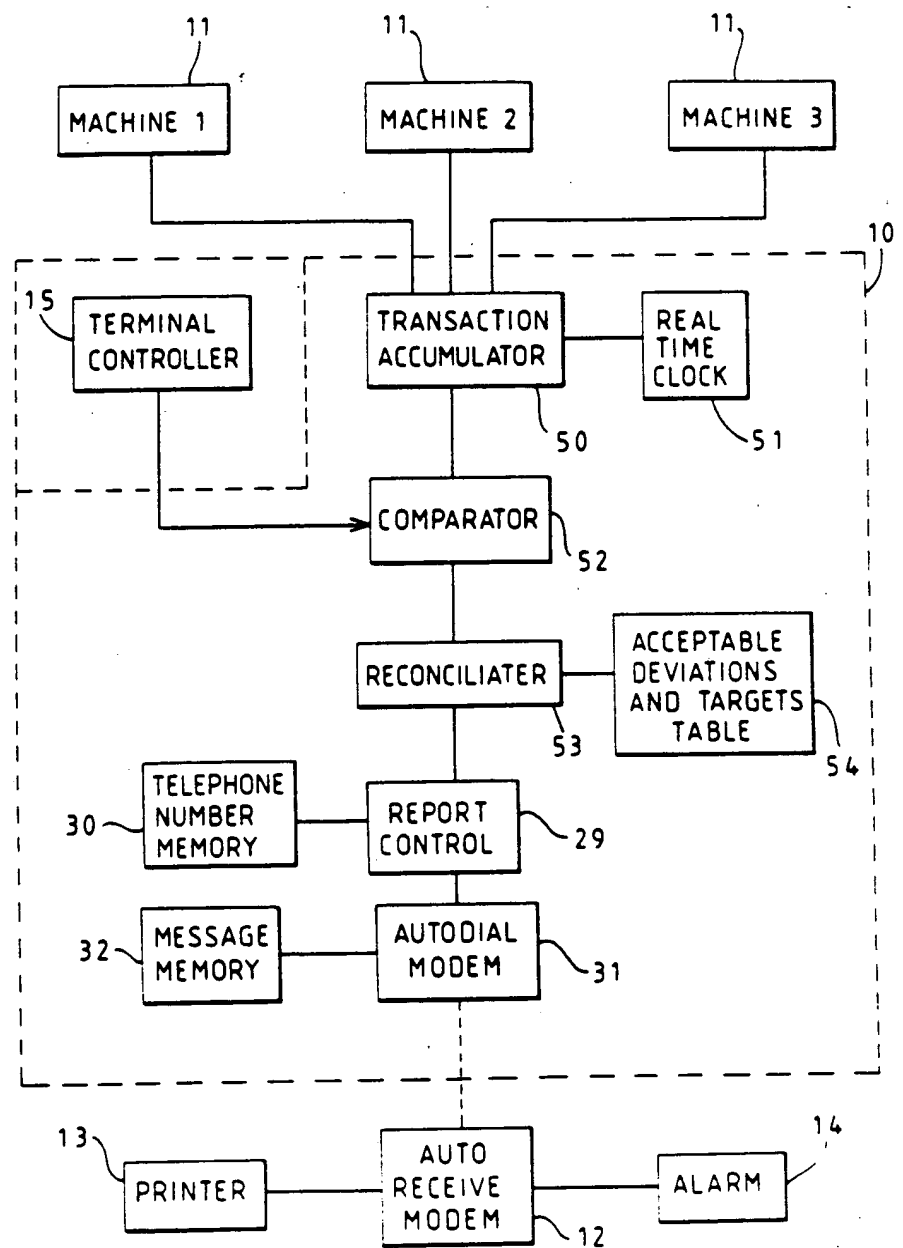 11
11
11
MACHINE 1
MACHINE 2
MACHINE 3
10
15
TERMINAL
CONTROLLER
TRANSACTION
ACCUMULATOR
REAL
TIME
CLOCK
50
51
COMPARATOR
52
RECONCILIATER
53
ACCEPTABLE
DEVIATIONS
AND TARGETS
TABLE
54
30
TELEPHONE
NUMBER
MEMORY
REPORT
CONTROL
29
32
MESSAGE
MEMORY
AUTODIAL
MODEM
31
13
PRINTER
AUTO
RECEIVE
MODEM
12
14
ALARM